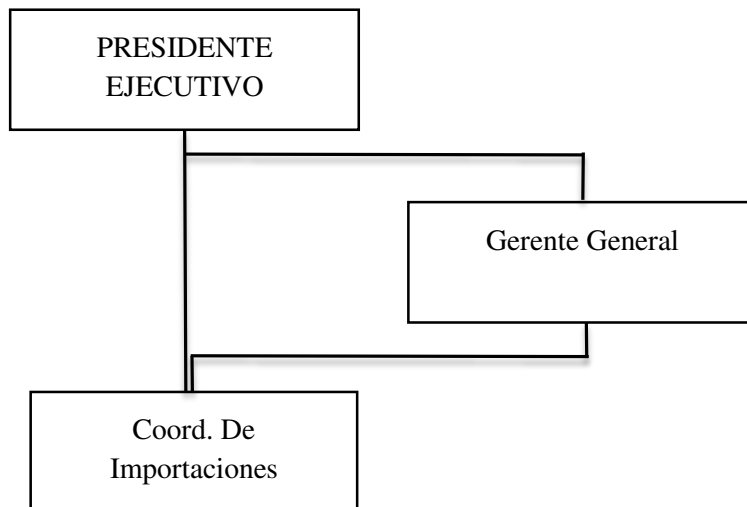 PRESIDENTE
EJECUTIVO
Gerente General
Coord. De
Importaciones